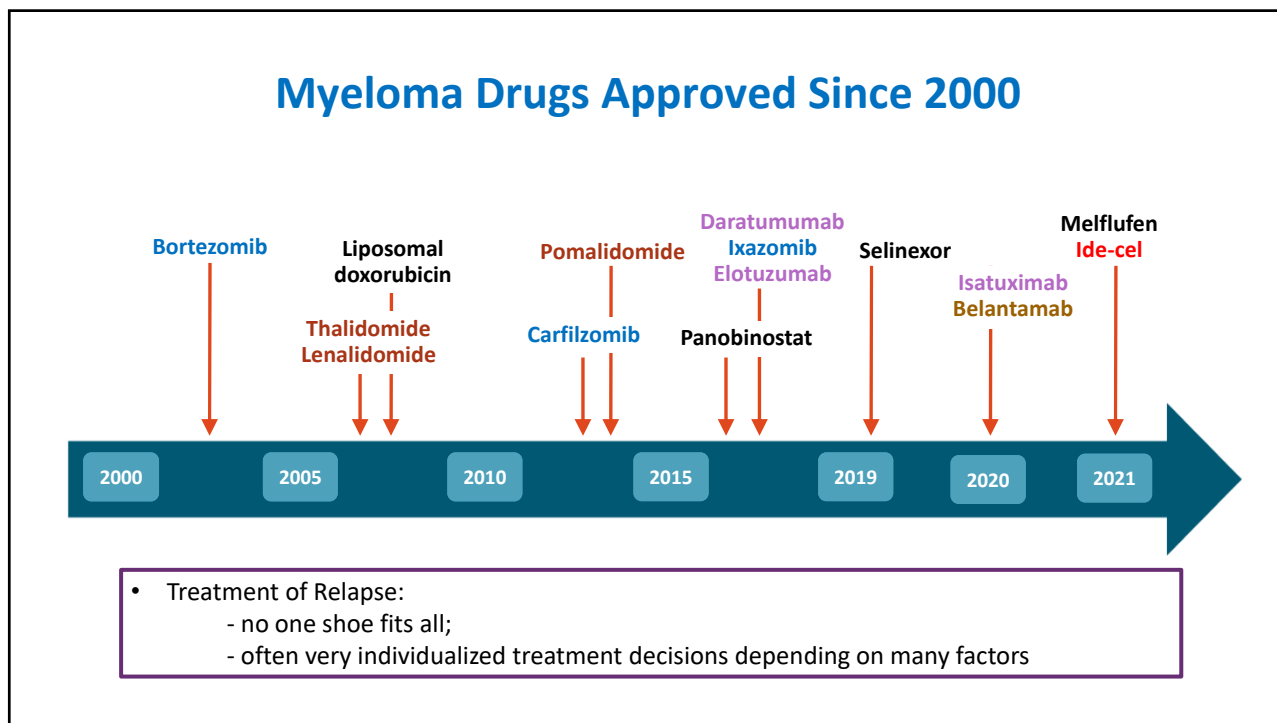 Myeloma Drugs Approved Since 2000
Bortezomib
Liposomal
doxorubicin
Thalidomide
Lenalidomide
Pomalidomide
Carfilzomib
Daratumumab
Ixazomib
Elotuzumab
Panobinostat
Selinexor
Isatuximab
Belantamab
Melflufen
Ide-cel
2000
2005
2010
2015
2019
2020
2021
• Treatment of Relapse:
- no one shoe fits all;
- often very individualized treatment decisions depending on many factors